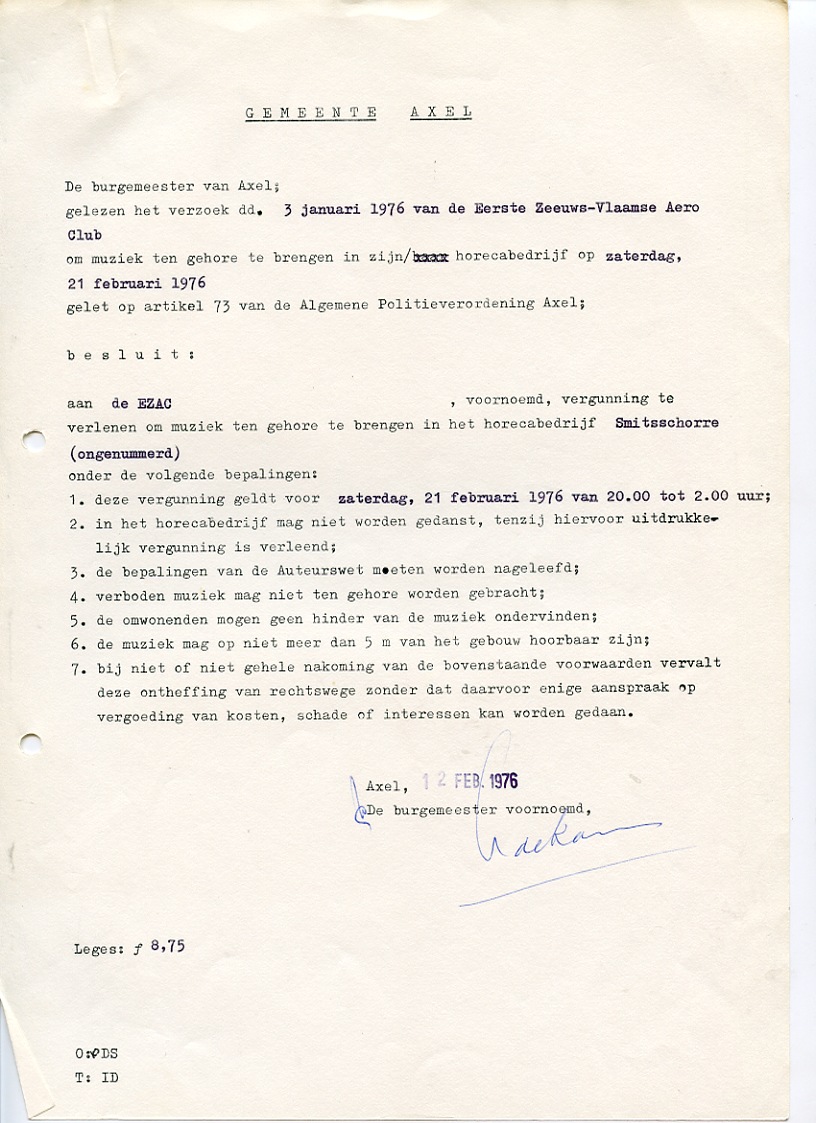 GEMEENTE AXEL
De burgemeester van Axel;
gelezen het verzoek dd. 3 januari 1976 van de Eerste Zeeuws-Vlaamse Aero
Club
om muziek ten gehore te brengen in zijn/ horecabedrijf op zaterdag,
21 februari 1976
gelet op artikel 73 van de Algemene Politieverordening Axel;
b e s l u i t :
aan de EZAC , voornoemd, vergunning te
verlenen om muziek ten gehore te brengen in het horecabedrijf Smitsschorre
(ongenummerd)
onder de volgende bepalingen:
1. deze vergunning geldt voor zaterdag, 21 februari 1976 van 20.00 tot 2.00 uur;
2. in het horecabedrijf mag niet worden gedanst, tenzij hiervoor uitdrukke-
lijk vergunning is verleend;
3. de bepalingen van de Auteurswet moeten worden nageleefd;
4. verboden muziek mag niet ten gehore worden gebracht;
5. de omwonenden mogen geen hinder van de muziek ondervinden;
6. de muziek mag op niet meer dan 5 m van het gebouw hoorbaar zijn;
7. bij niet of niet gehele nakoming van de bovenstaande voorwaarden vervalt
deze ontheffing van rechtswege zonder dat daarvoor enige aanspraak op
vergoeding van kosten, schade of interessen kan worden gedaan.
Axel, 12 FEB. 1976
De burgemeester voornoemd,
Leges: ƒ 8,75
O: DS
T: ID